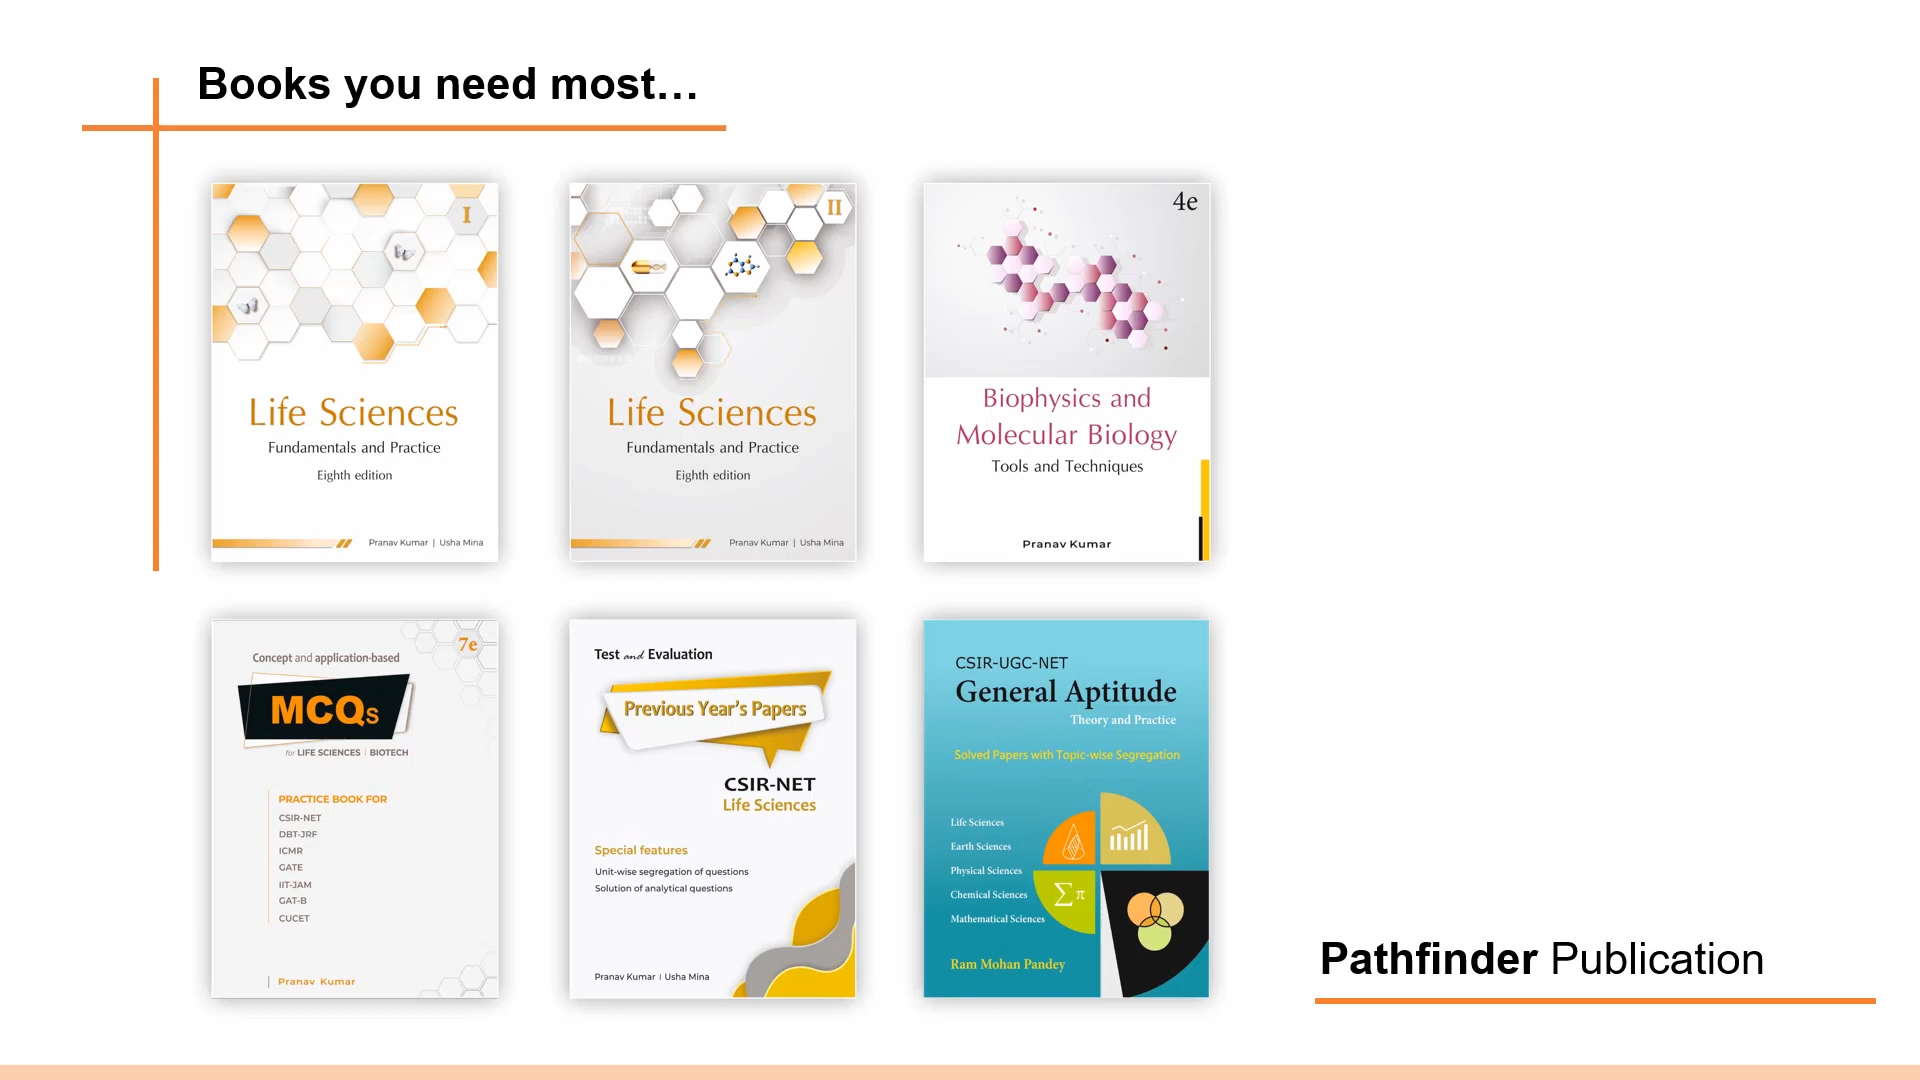 Books you need most…
I
Life Sciences
Fundamentals and Practice
Eighth edition
Pranav Kumar | Usha Mina
II
Life Sciences
Fundamentals and Practice
Eighth edition
Pranav Kumar | Usha Mina
4e
Biophysics and
Molecular Biology
Tools and Techniques
Pranav Kumar
7e
Concept and application-based
MCQs
for LIFE SCIENCES | BIOTECH
PRACTICE BOOK FOR
CSIR-NET
DBT-JRF
ICMR
GATE
IIT-JAM
GAT-B
CUCET
Pranav Kumar
Test and Evaluation
Previous Year's Papers
CSIR-NET
Life Sciences
Special features
Unit-wise segregation of questions
Solution of analytical questions
Pranav Kumar | Usha Mina
CSIR-UGC-NET
General Aptitude
Theory and Practice
Solved Papers with Topic-wise Segregation
Life Sciences
Earth Sciences
Physical Sciences
Chemical Sciences
Mathematical Sciences
Σπ
Ram Mohan Pandey
Pathfinder Publication